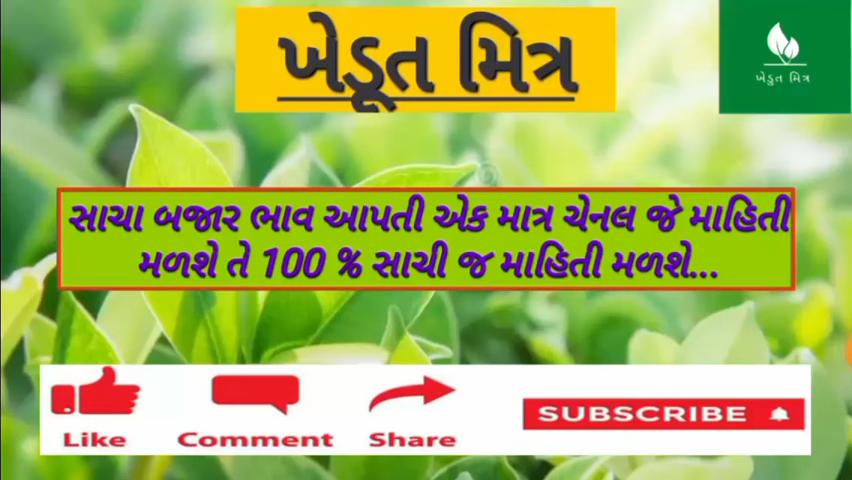 ખેડૂત મિત્ર
ખેડુત મિત્ર
સાચા બજાર ભાવ આપતી એક માત્ર ચેનલ જે માહિતી
મળશે તે 100 % સાચી જ માહિતી મળશે...
Like Comment Share SUBSCRIBE